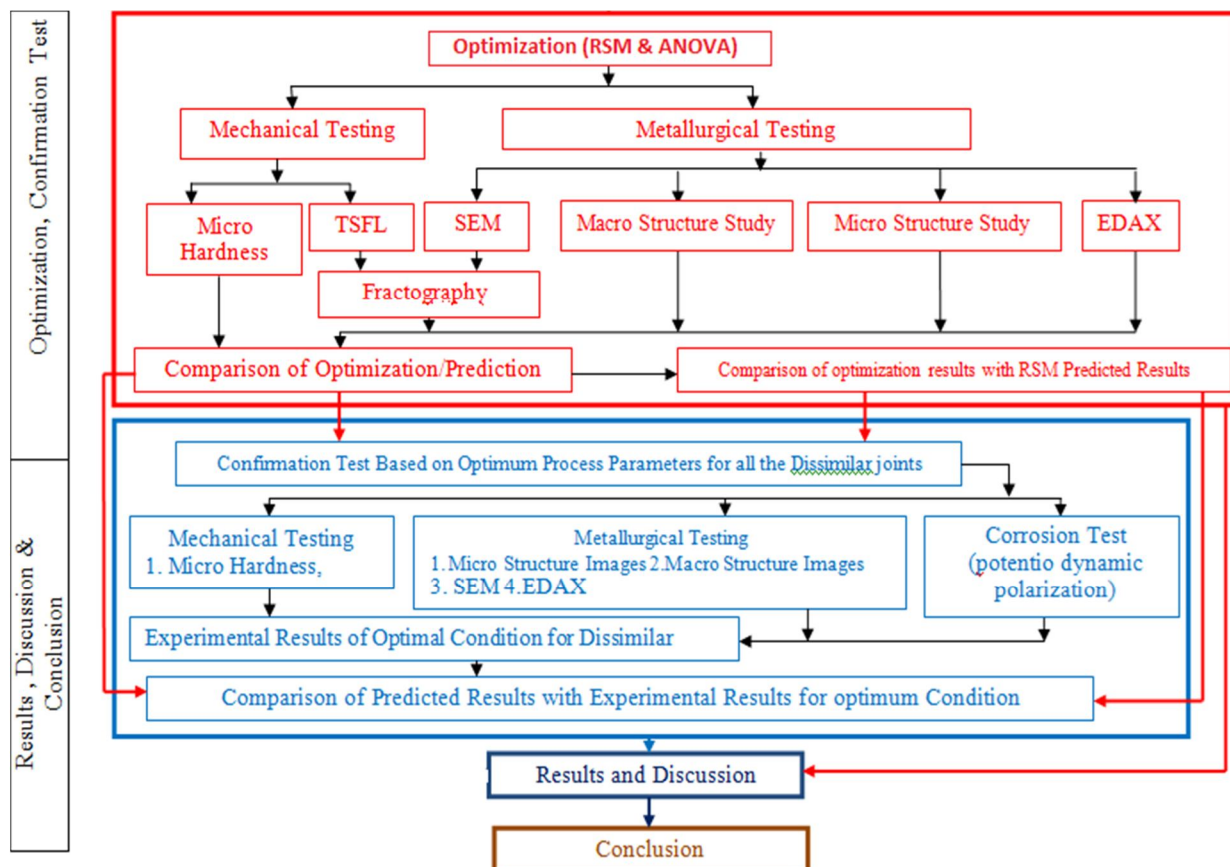 Optimization, Confirmation Test
Results , Discussion &
Conclusion
Optimization (RSM & ANOVA)
Mechanical Testing
Metallurgical Testing
Micro
Hardness
TSFL
SEM
Macro Structure Study
Micro Structure Study
EDAX
Fractography
Comparison of Optimization/Prediction
Comparison of optimization results with RSM Predicted Results
Confirmation Test Based on Optimum Process Parameters for all the Dissimilar joints
Mechanical Testing
1. Micro Hardness,
Metallurgical Testing
1. Micro Structure Images 2.Macro Structure Images
3. SEM 4.EDAX
Corrosion Test
(potentio dynamic
polarization)
Experimental Results of Optimal Condition for Dissimilar
Comparison of Predicted Results with Experimental Results for optimum Condition
Results and Discussion
Conclusion